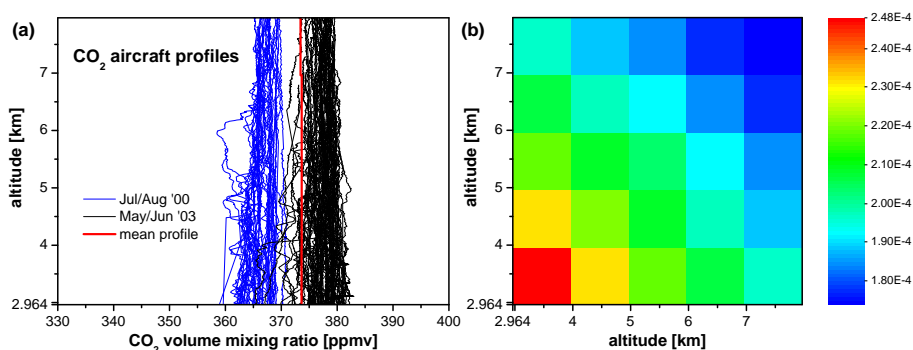 (a)
CO2 aircraft profiles
altitude [km]
7
6
5
4
2.964
Jul/Aug '00
May/Jun '03
mean profile
330 340 350 360 370 380 390 400
CO2 volume mixing ratio [ppmv]
(b)
altitude [km]
7
6
5
4
2.964
2.964 4 5 6 7
altitude [km]
2.48E-4
2.40E-4
2.30E-4
2.20E-4
2.10E-4
2.00E-4
1.90E-4
1.80E-4